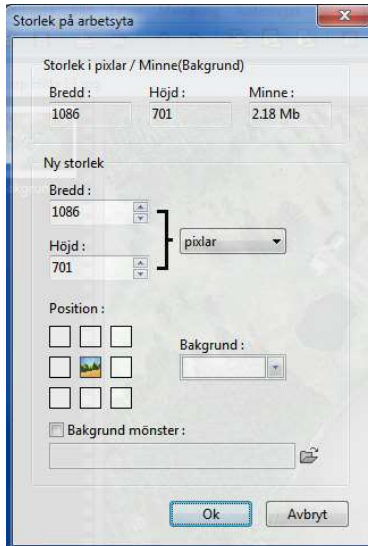 Storlek på arbetsyta
Storlek i pixlar / Minne(Bakgrund)
Bredd : Höjd : Minne :
1086 701 2.18 Mb
Ny storlek
Bredd :
1086
pixlar
Höjd :
701
Position :
Bakgrund :
Bakgrund mönster :
Ok Avbryt